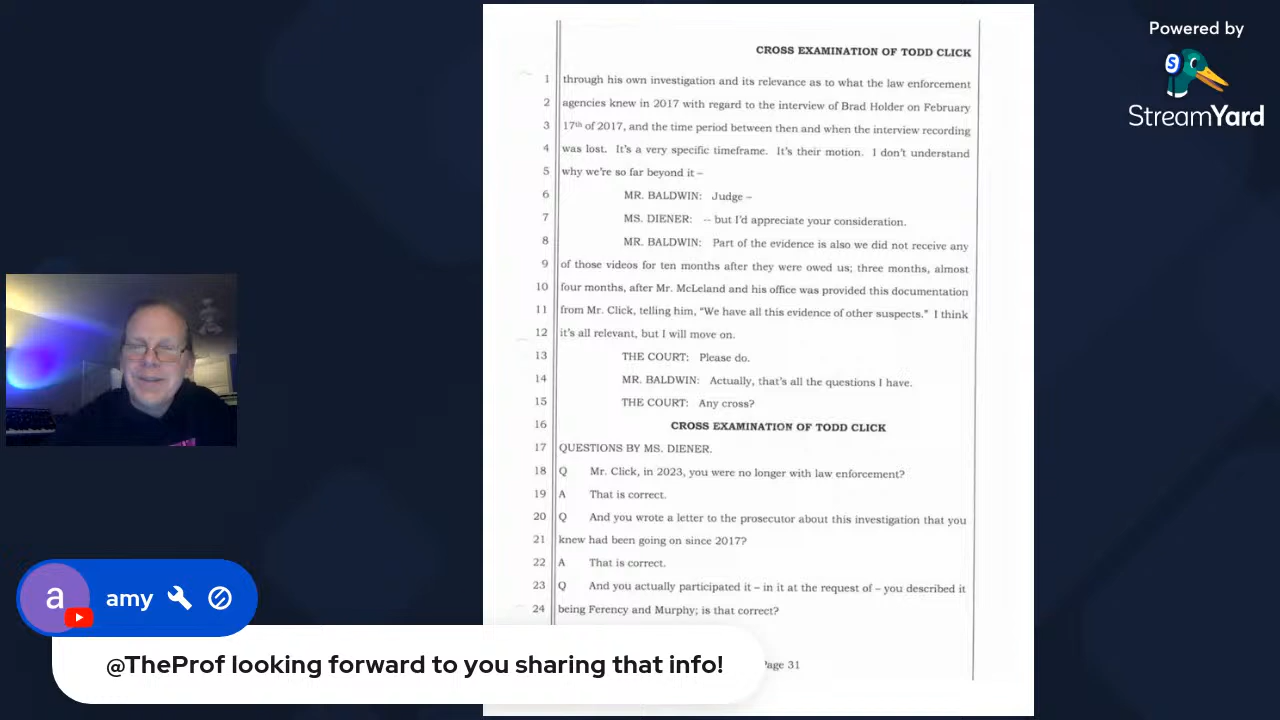 CROSS EXAMINATION OF TODD CLICK
1 through his own investigation and its relevance as to what the law enforcement
2 agencies knew in 2017 with regard to the interview of Brad Holder on February
3 17th of 2017, and the time period between then and when the interview recording
4 was lost. It's a very specific timeframe. It's their motion. I don't understand
5 why we're so far beyond it –
6 MR. BALDWIN: Judge –
7 MS. DIENER: -- but I'd appreciate your consideration.
8 MR. BALDWIN: Part of the evidence is also we did not receive any
9 of those videos for ten months after they were owed us; three months, almost
10 four months, after Mr. McLeland and his office was provided this documentation
11 from Mr. Click, telling him, "We have all this evidence of other suspects." I think
12 it's all relevant, but I will move on.
13 THE COURT: Please do.
14 MR. BALDWIN: Actually, that's all the questions I have.
15 THE COURT: Any cross?
16 CROSS EXAMINATION OF TODD CLICK
17 QUESTIONS BY MS. DIENER.
18 Q Mr. Click, in 2023, you were no longer with law enforcement?
19 A That is correct.
20 Q And you wrote a letter to the prosecutor about this investigation that you
21 knew had been going on since 2017?
22 A That is correct.
23 Q And you actually participated it – in it at the request of – you described it
24 being Ferency and Murphy; is that correct?
Page 31
Powered by
S
StreamYard
a
amy
@TheProf looking forward to you sharing that info!